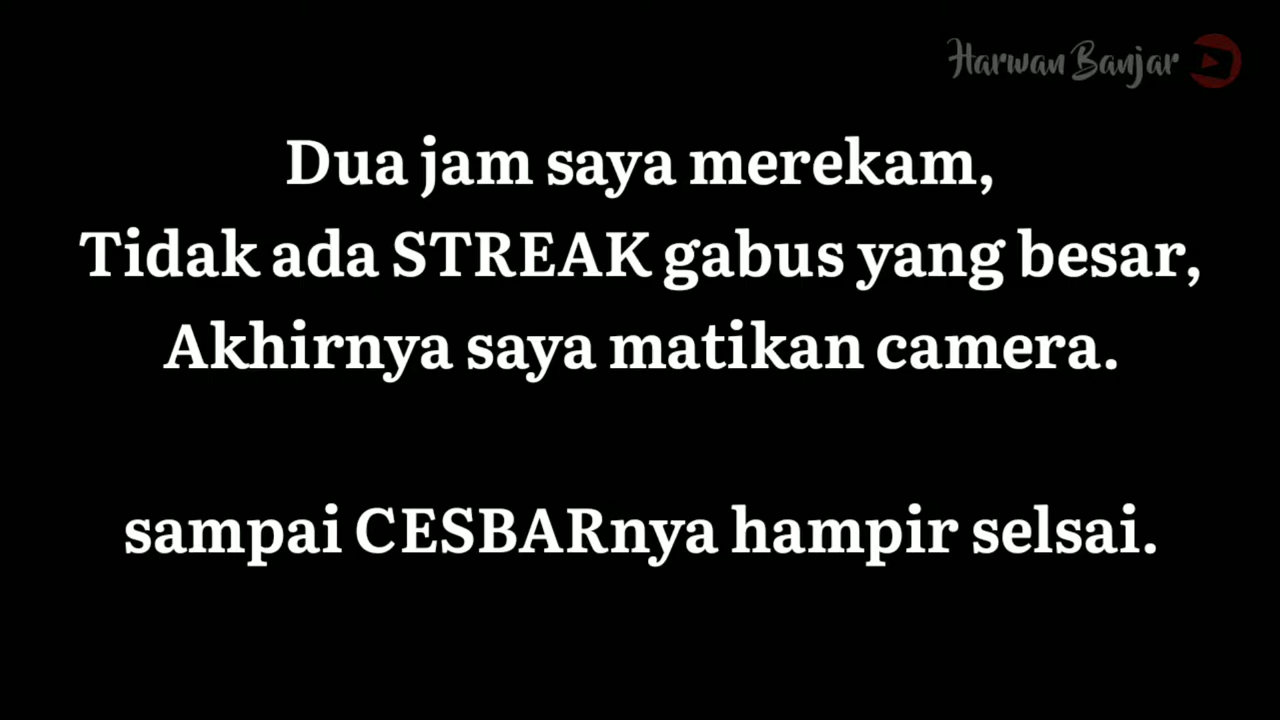 Harwan Banjar
Dua jam saya merekam,
Tidak ada STREAK gabus yang besar,
Akhirnya saya matikan camera.
sampai CESBARnya hampir selsai.